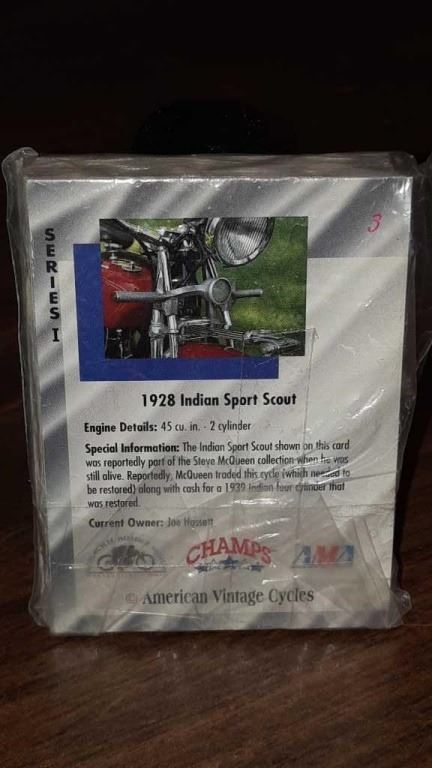 SERIES I
3
1928 Indian Sport Scout
Engine Details: 45 cu. in. - 2 cylinder
Special Information: The Indian Sport Scout shown on this card
was reportedly part of the Steve McQueen collection when he was
still alive. Reportedly, McQueen traded this cycle (which needed to
be restored) along with cash for a 1939 Indian four cylinder that
was restored.
Current Owner: Joe Hassett
CHAMPS
AMA
© American Vintage Cycles